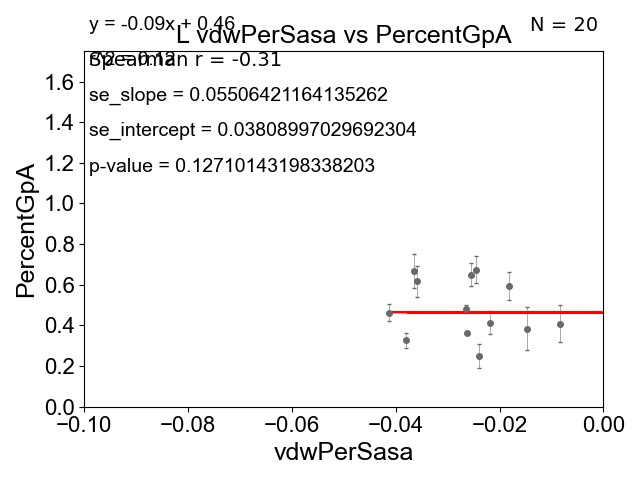 y = -0.09x + 0.46
N = 20
L vdwPerSasa vs PercentGpA
Spearman r = -0.31
se_slope = 0.05506421164135262
se_intercept = 0.03808997029692304
p-value = 0.12710143198338203
PercentGpA
1.6
1.4
1.2
1.0
0.8
0.6
0.4
0.2
0.0
−0.10 −0.08 −0.06 −0.04 −0.02 0.00
vdwPerSasa